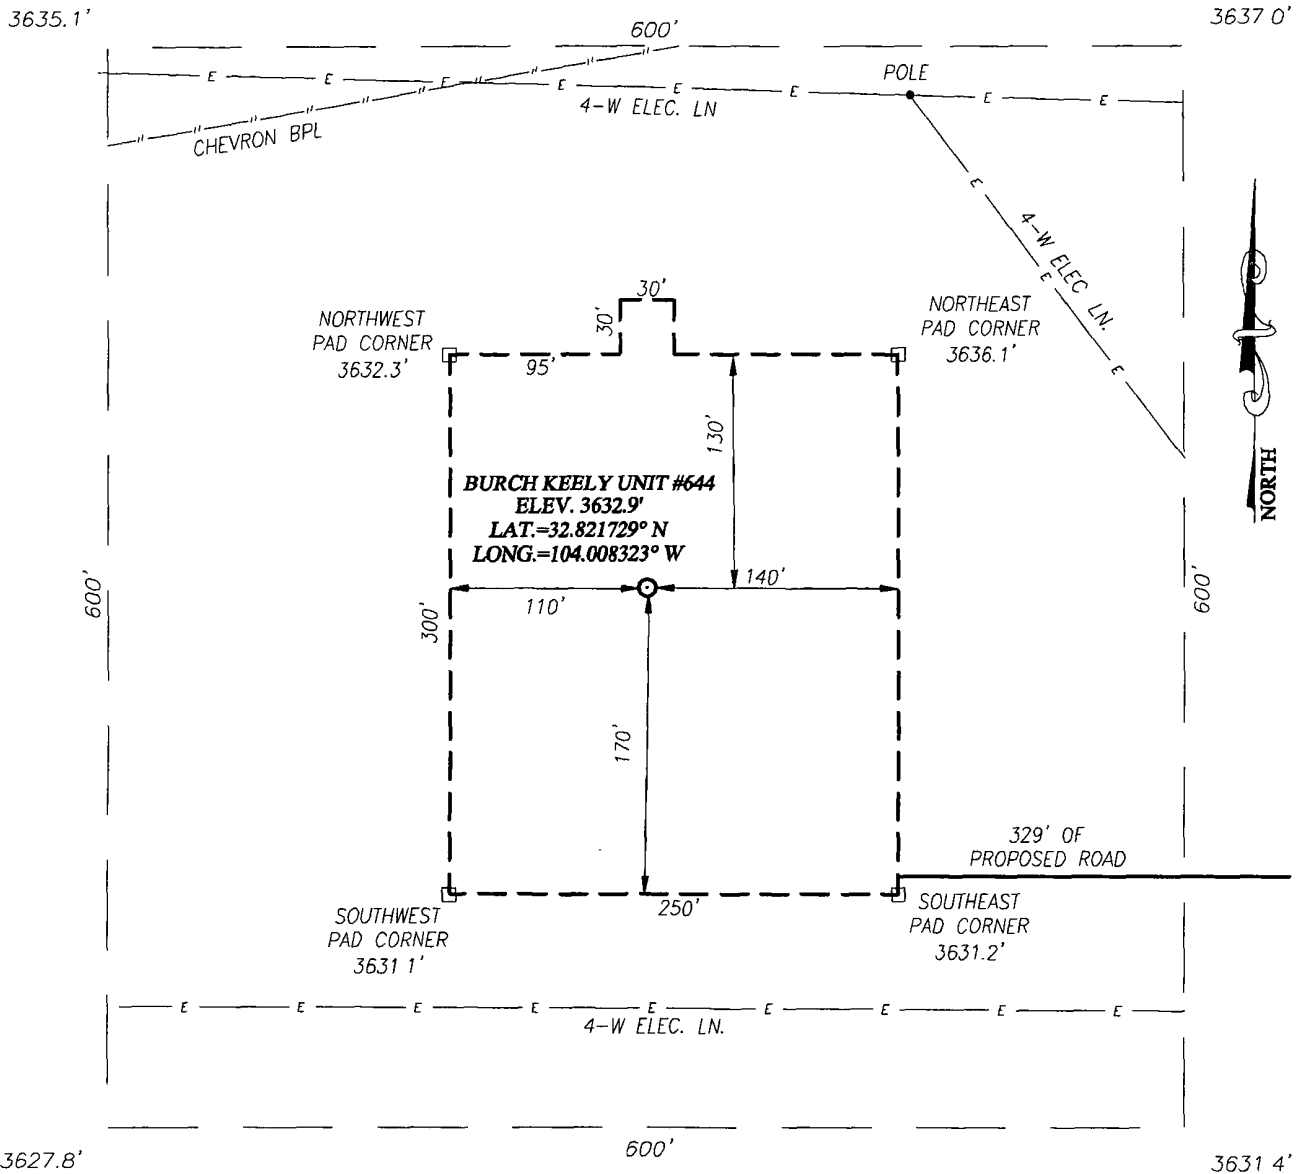 3635.1'
3637 0'
600'
E E E E E E E E
POLE
4-W ELEC. LN
CHEVRON BPL
E
4-W ELEC LN.
E
E
30'
30'
NORTHWEST
PAD CORNER
3632.3'
NORTHEAST
PAD CORNER
3636.1'
95'
130'
BURCH KEELY UNIT #644
ELEV. 3632.9'
LAT.=32.821729° N
LONG.=104.008323° W
NORTH
600'
300'
110'
140'
600'
170'
329' OF
PROPOSED ROAD
250'
SOUTHWEST
PAD CORNER
3631 1'
SOUTHEAST
PAD CORNER
3631.2'
E E E E E E E E E
4-W ELEC. LN.
600'
3627.8'
3631 4'